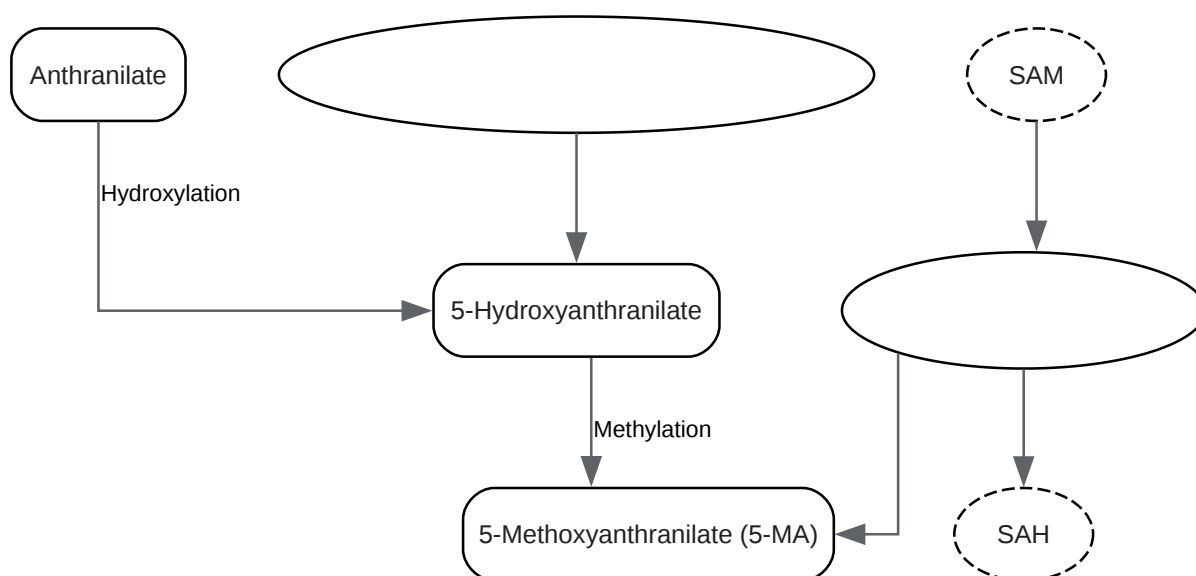 Anthranilate
SAM
Hydroxylation
5-Hydroxyanthranilate
Methylation
5-Methoxyanthranilate (5-MA)
SAH